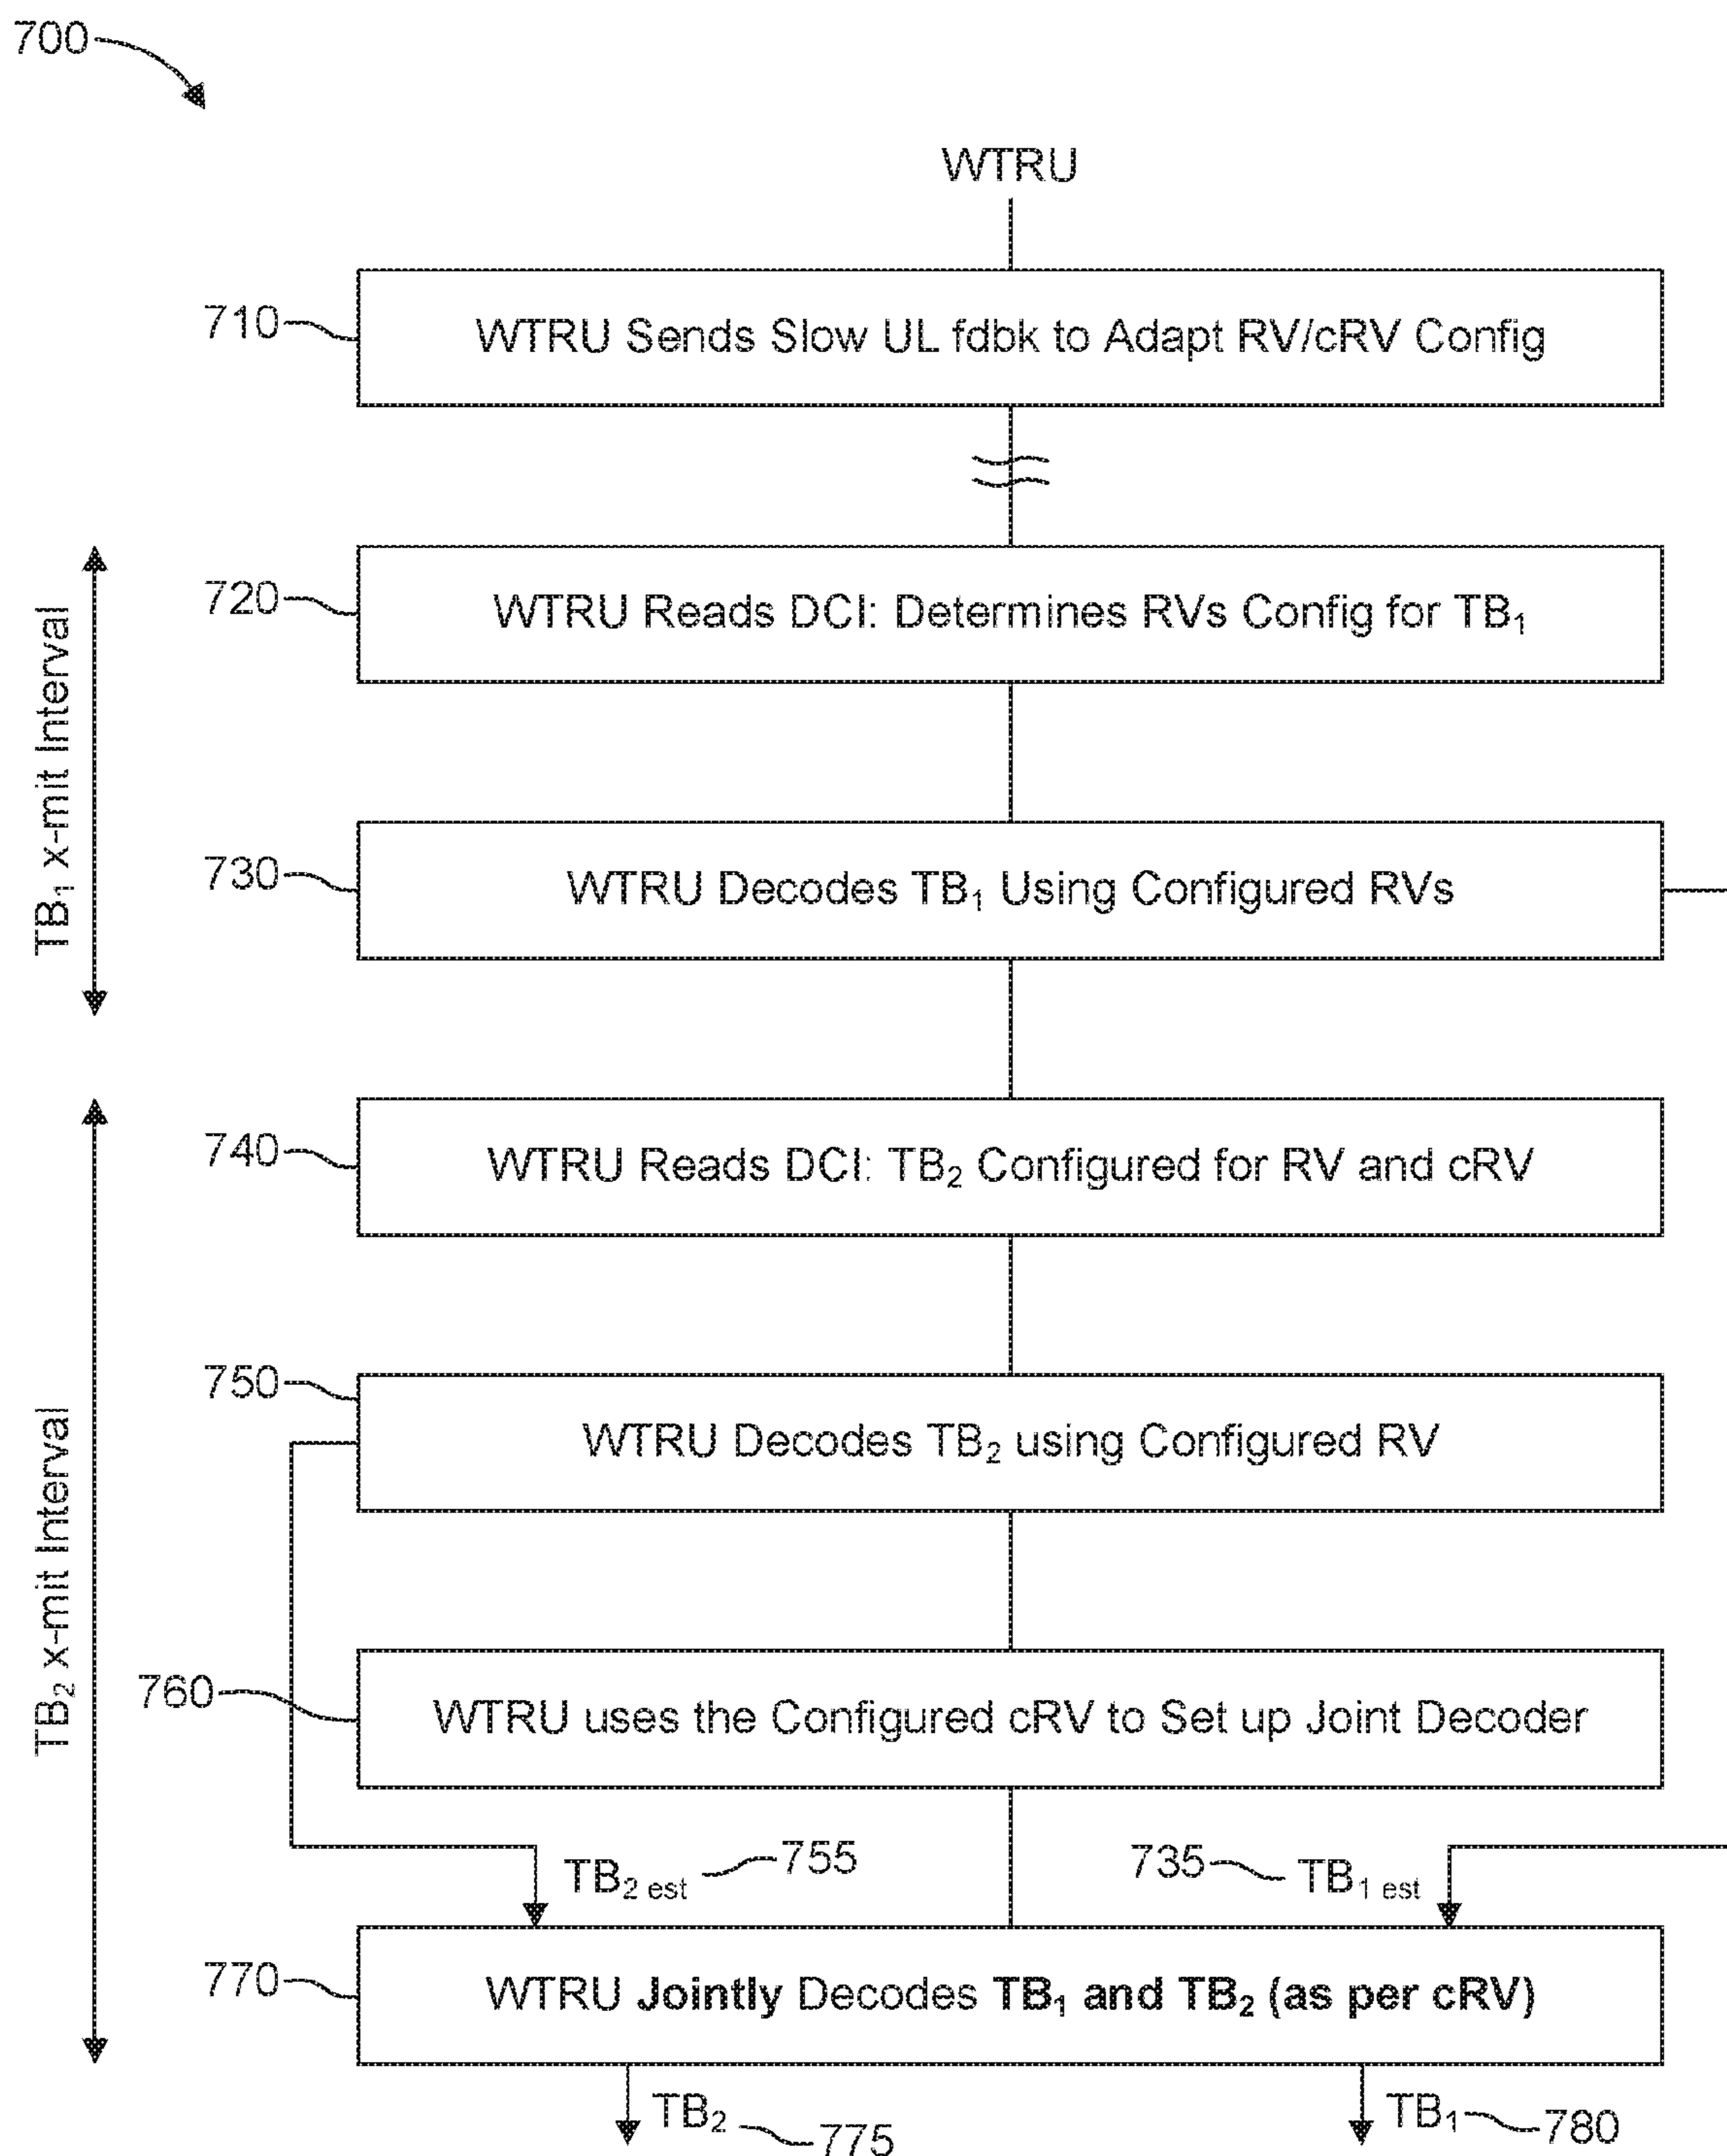 700
WTRU
710
WTRU Sends Slow UL fdbk to Adapt RV/cRV Config
720
WTRU Reads DCI: Determines RVs Config for TB₁
TB₁ x-mit Interval
730
WTRU Decodes TB₁ Using Configured RVs
740
WTRU Reads DCI: TB₂ Configured for RV and cRV
750
WTRU Decodes TB₂ using Configured RV
TB₂ x-mit Interval
760
WTRU uses the Configured cRV to Set up Joint Decoder
TB₂ est 755
735 TB₁ est
770
WTRU Jointly Decodes TB₁ and TB₂ (as per cRV)
TB₂ 775
TB₁ 780